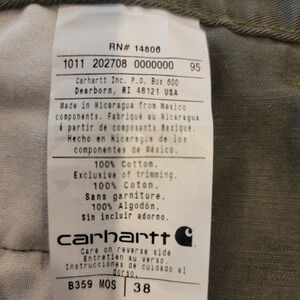 RN# 14806
1011 202708 0000000 95
Carhartt Inc. P.O. Box 600
Dearborn, MI 48121 USA
Made in Nicaragua from Mexico
components. Fabriqué au Nicaragua
à partir de composants Mexique.
Hecho en Nicaragua de los
componentes de México.
100% Cotton.
Exclusive of trimming.
100% Coton.
Sans garniture.
100% Algodón.
Sin incluir adorno.
carhartt
Care on reverse side
Entretien au verso.
Instrucciones de cuidado al
dorso.
B359 MOS 38